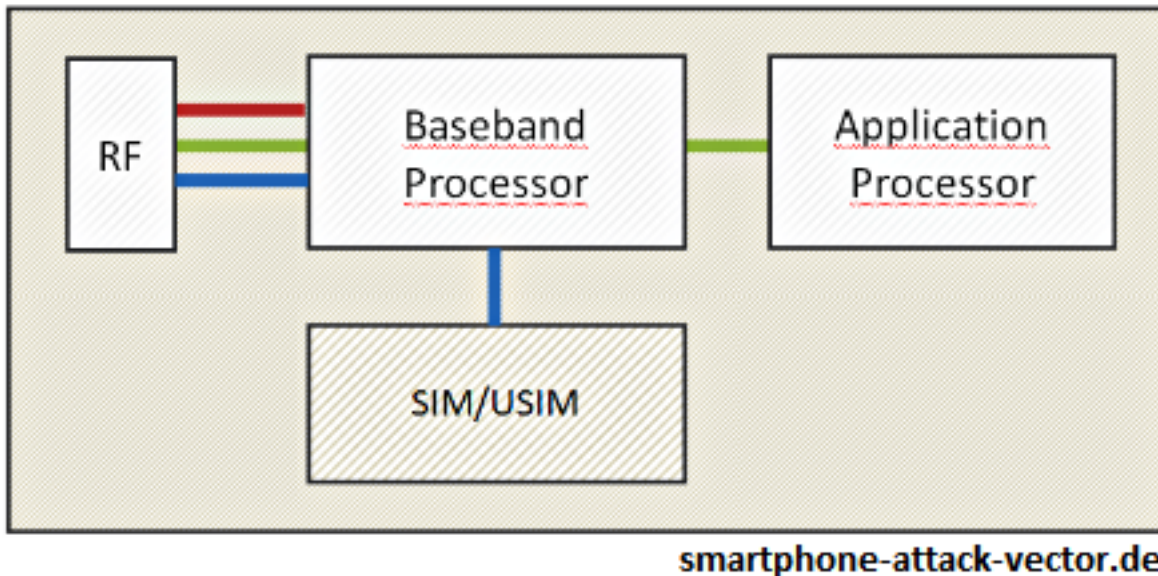 RF
Baseband
Processor
Application
Processor
SIM/USIM
smartphone-attack-vector.de